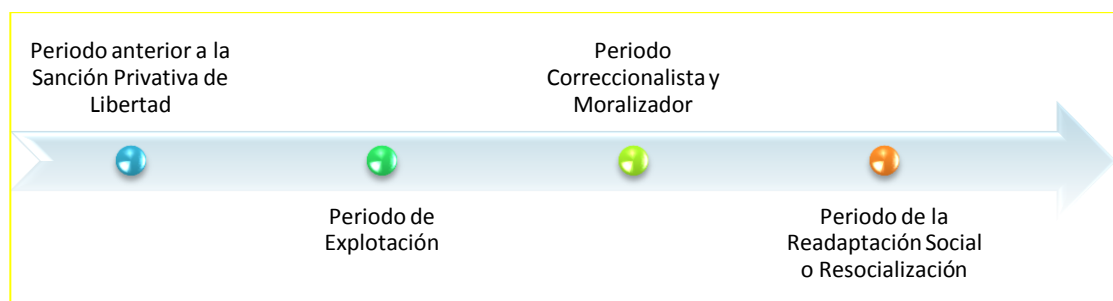 Periodo anterior a la
Sanción Privativa de
Libertad
Periodo de
Explotación
Periodo
Correccionalista y
Moralizador
Periodo de la
Readaptación Social
o Resocialización